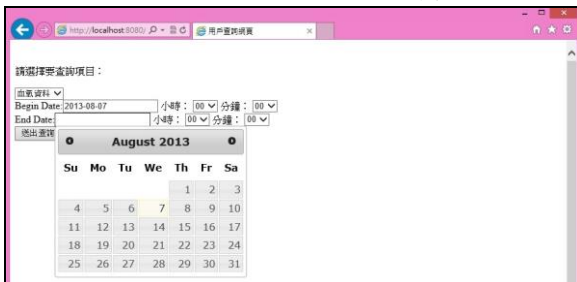 http://localhost:8080/
用戶查詢網頁
請選擇要查詢項目：
血氧資料
Begin Date: 2013-08-07 小時： 00 分鐘： 00
End Date: 小時： 00 分鐘： 00
送出查詢
August 2013
Su Mo Tu We Th Fr Sa
1 2 3
4 5 6 7 8 9 10
11 12 13 14 15 16 17
18 19 20 21 22 23 24
25 26 27 28 29 30 31